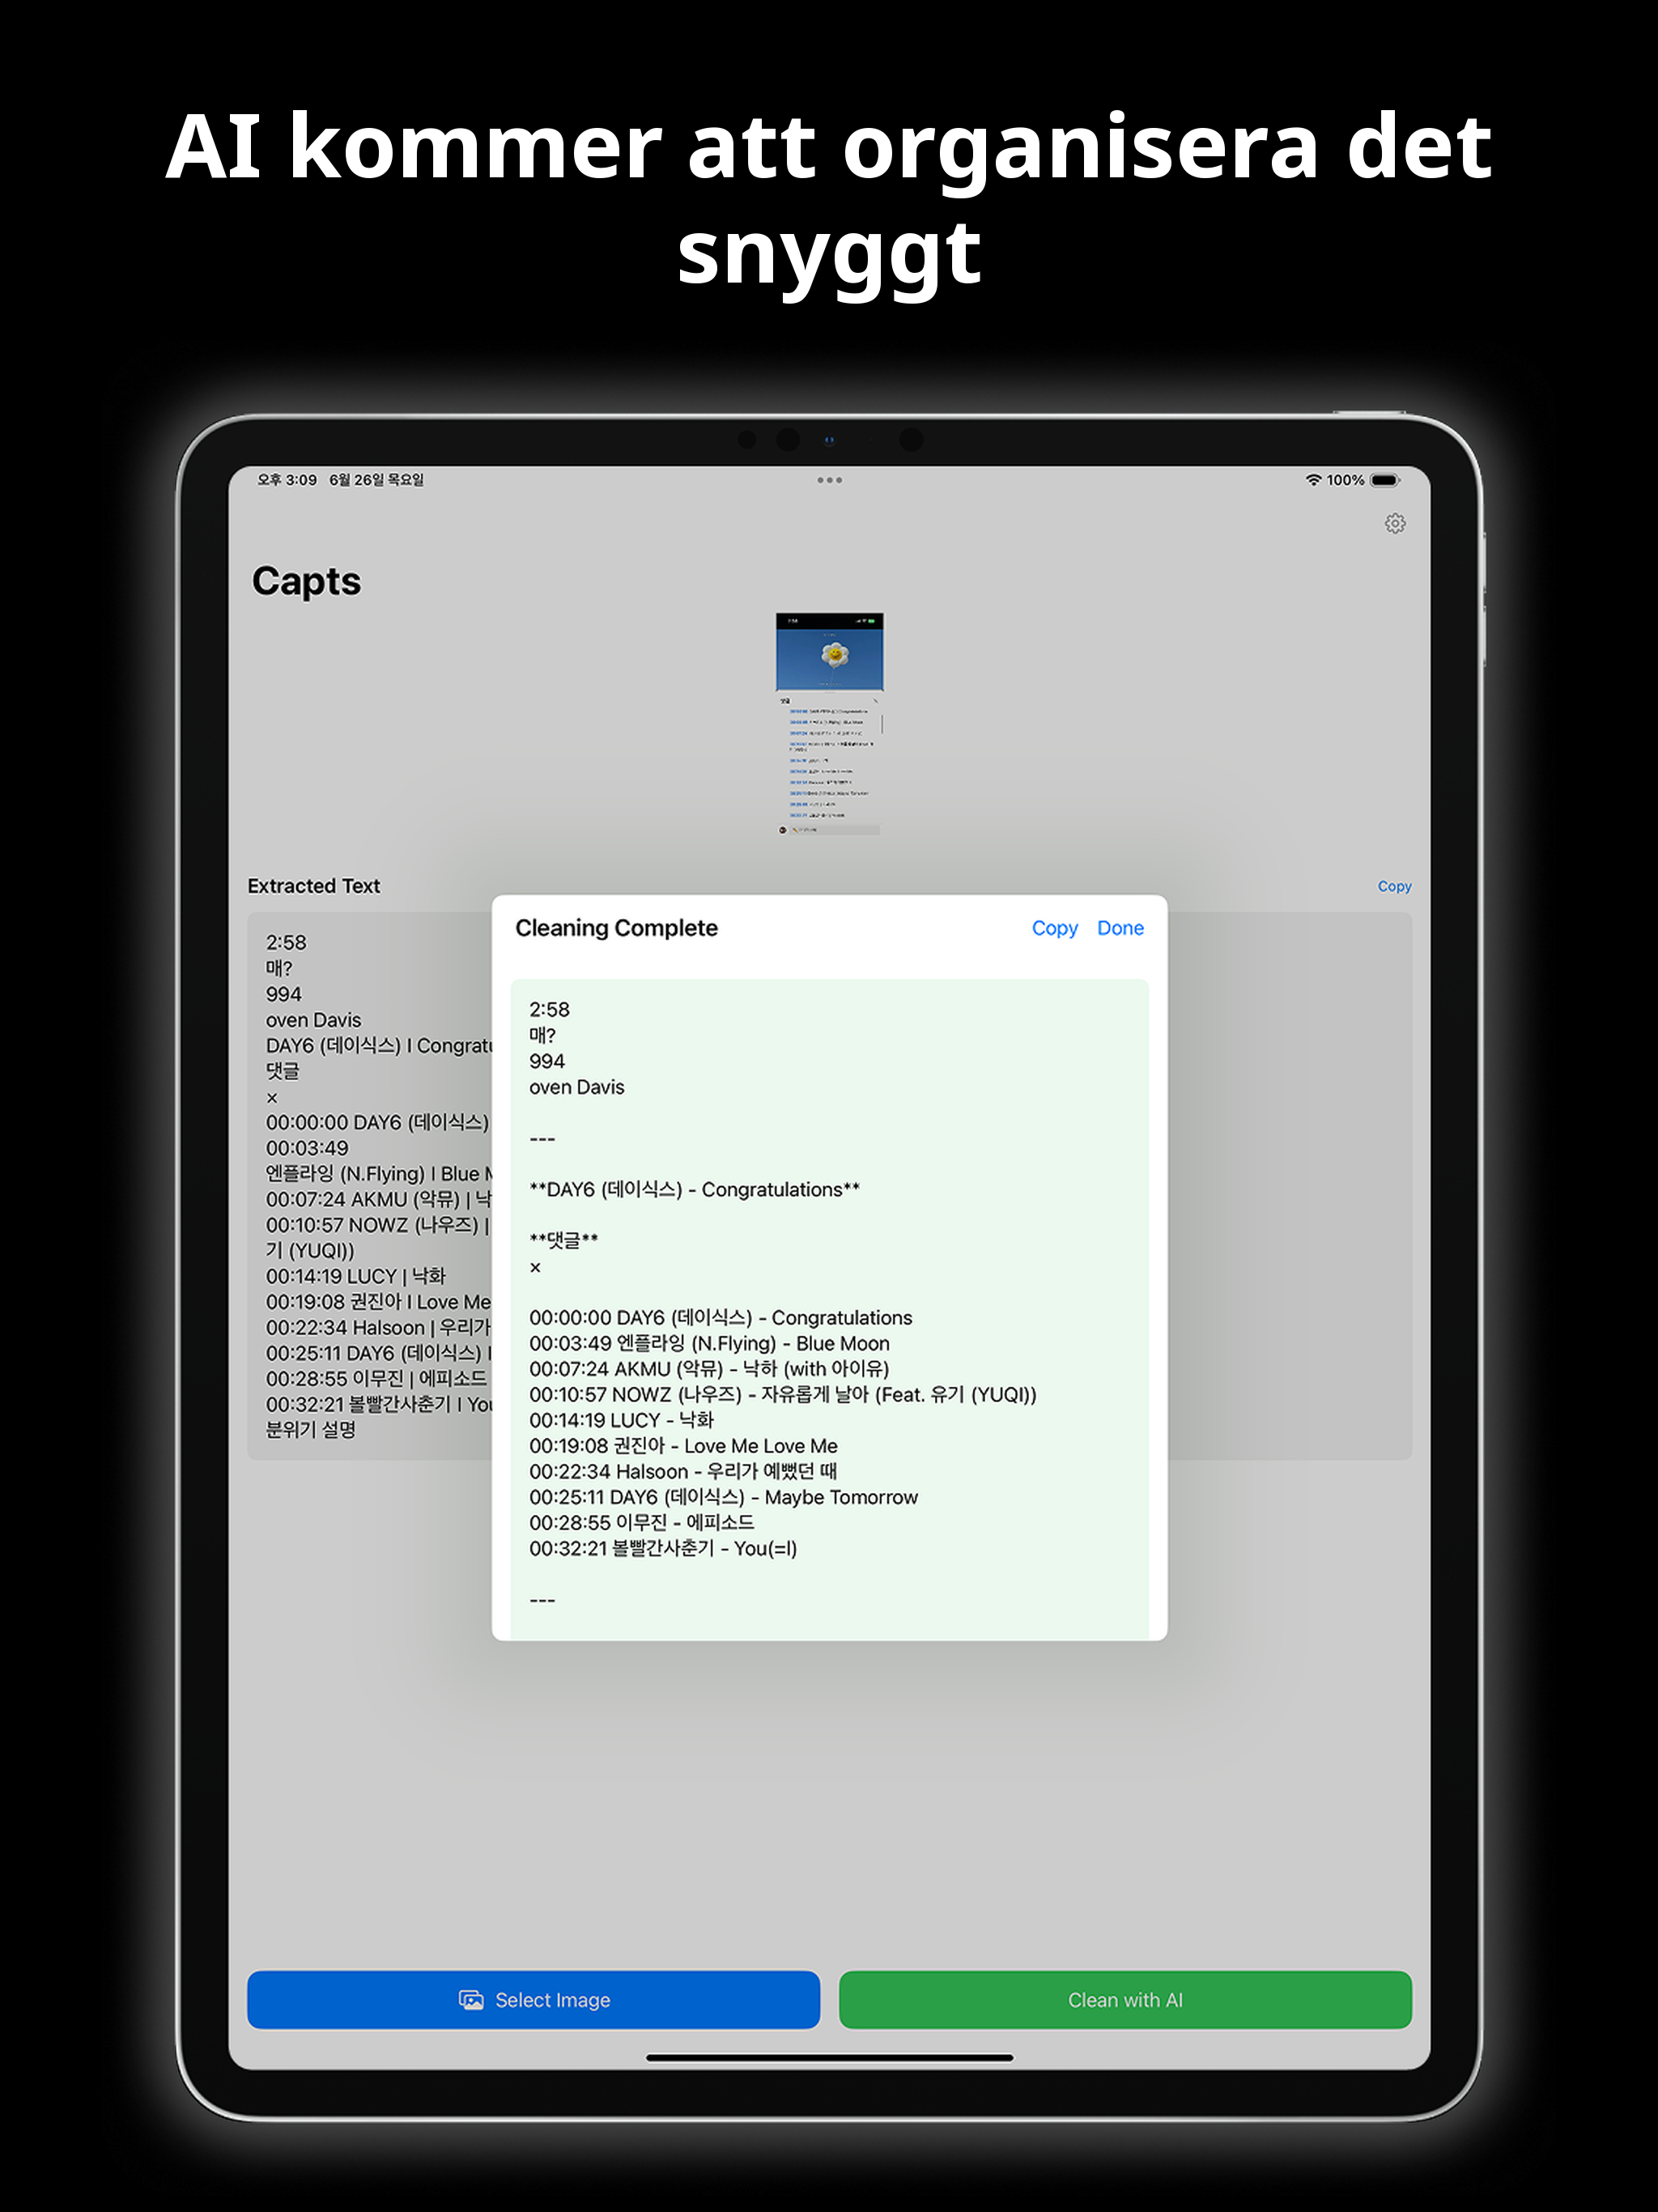 AI kommer att organisera det
snyggt
오후 3:09 6월 26일 목요일
100%
Capts
댓글
Extracted Text
Copy
2:58
매?
994
oven Davis
DAY6 (데이식스) I Congratu
댓글
×
00:00:00 DAY6 (데이식스)
00:03:49
엔플라잉 (N.Flying) I Blue M
00:07:24 AKMU (악뮤) | 낙
00:10:57 NOWZ (나우즈) |
기 (YUQI))
00:14:19 LUCY | 낙화
00:19:08 권진아 I Love Me
00:22:34 Halsoon | 우리가
00:25:11 DAY6 (데이식스) I
00:28:55 이무진 | 에피소드
00:32:21 볼빨간사춘기 I You
분위기 설명
Cleaning Complete
Copy Done
2:58
매?
994
oven Davis
---
**DAY6 (데이식스) - Congratulations**
**댓글**
×
00:00:00 DAY6 (데이식스) - Congratulations
00:03:49 엔플라잉 (N.Flying) - Blue Moon
00:07:24 AKMU (악뮤) - 낙하 (with 아이유)
00:10:57 NOWZ (나우즈) - 자유롭게 날아 (Feat. 유기 (YUQI))
00:14:19 LUCY - 낙화
00:19:08 권진아 - Love Me Love Me
00:22:34 Halsoon - 우리가 예뻤던 때
00:25:11 DAY6 (데이식스) - Maybe Tomorrow
00:28:55 이무진 - 에피소드
00:32:21 볼빨간사춘기 - You(=I)
---
Select Image
Clean with AI